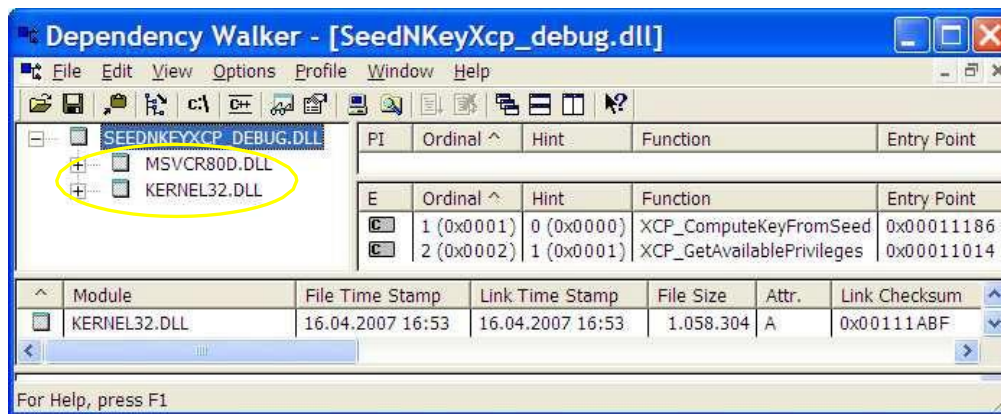 Dependency Walker - [SeedNKeyXcp_debug.dll]
File Edit View Options Profile Window Help
c:\ C++
SEEDNKEYXCP_DEBUG.DLL
MSVCR80D.DLL
KERNEL32.DLL
PI Ordinal ^ Hint Function Entry Point
E Ordinal ^ Hint Function Entry Point
C 1 (0x0001) 0 (0x0000) XCP_ComputeKeyFromSeed 0x00011186
C 2 (0x0002) 1 (0x0001) XCP_GetAvailablePrivileges 0x00011014
^ Module File Time Stamp Link Time Stamp File Size Attr. Link Checksum
KERNEL32.DLL 16.04.2007 16:53 16.04.2007 16:53 1.058.304 A 0x00111ABF
For Help, press F1